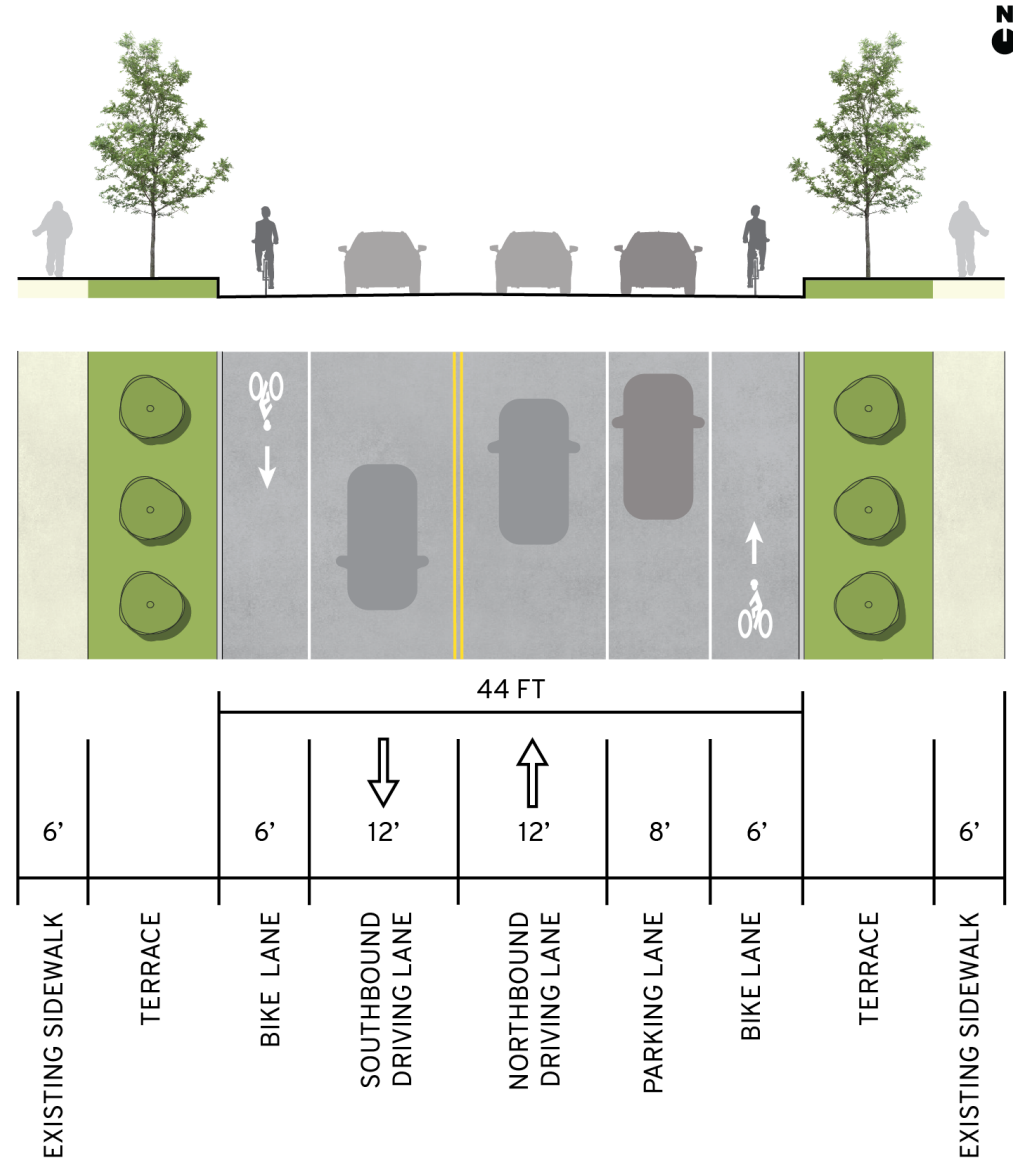 N
44 FT
6’
6’
12’
12’
8’
6’
6’
EXISTING SIDEWALK
TERRACE
BIKE LANE
SOUTHBOUND
DRIVING LANE
NORTHBOUND
DRIVING LANE
PARKING LANE
BIKE LANE
TERRACE
EXISTING SIDEWALK